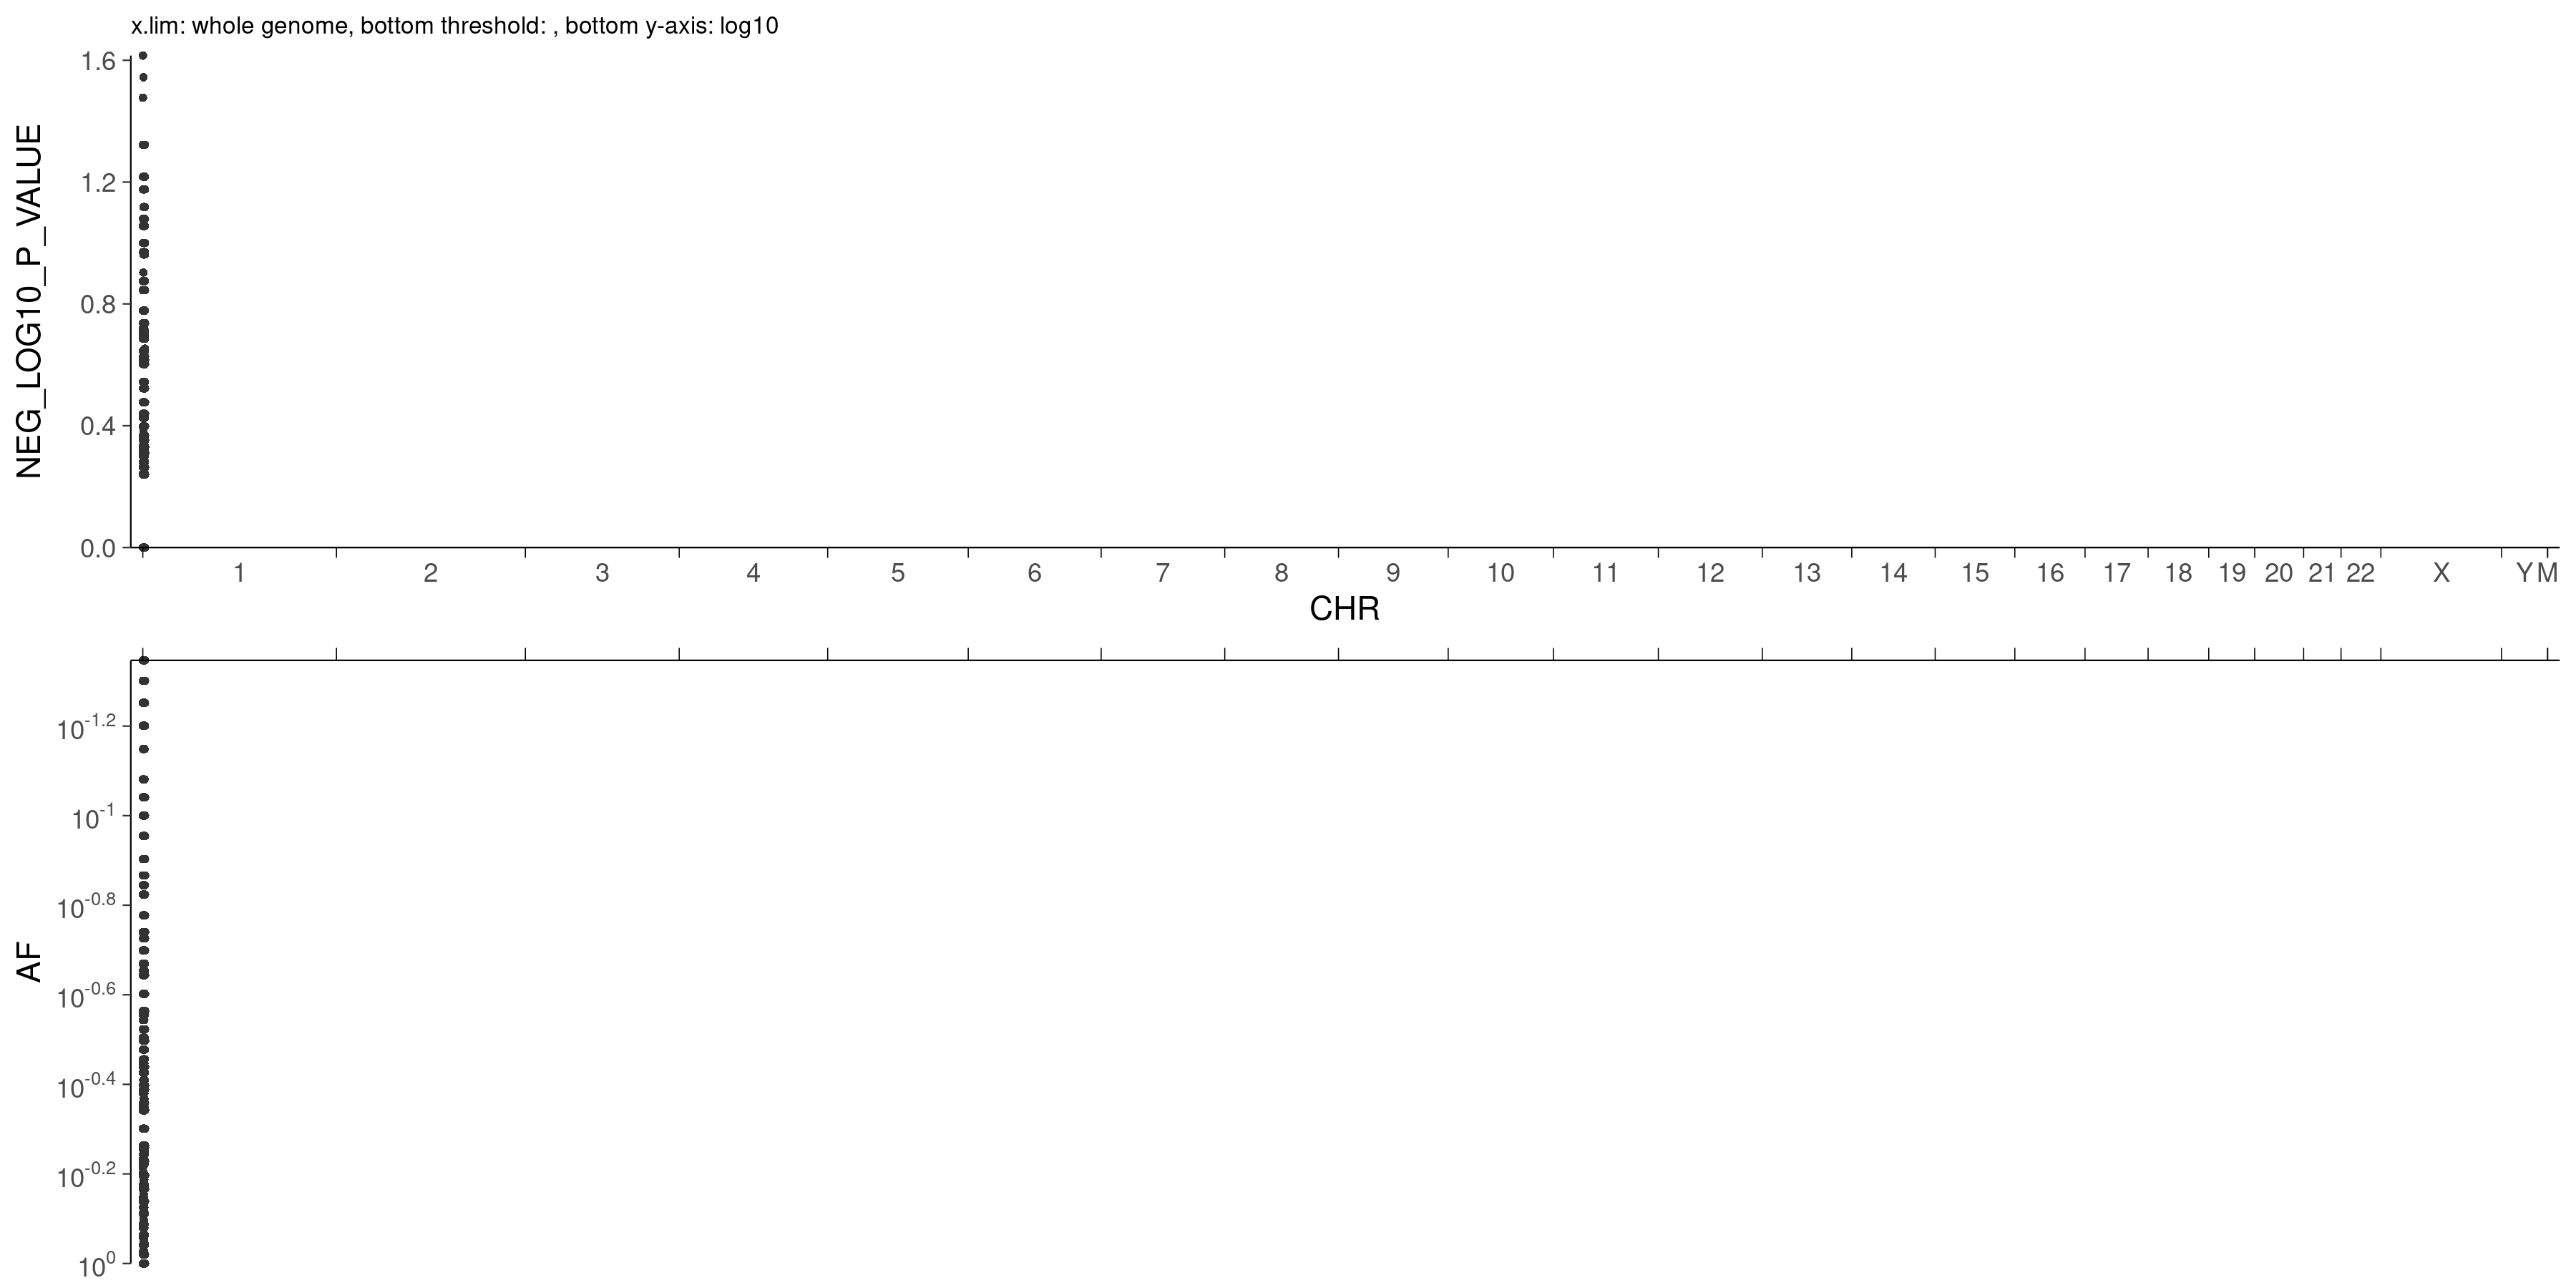 x.lim: whole genome, bottom threshold: , bottom y-axis: log10
NEG_LOG10_P_VALUE
1.6
1.2
0.8
0.4
0.0
1 2 3 4 5 6 7 8 9 10 11 12 13 14 15 16 17 18 19 20 21 22 X Y M
CHR
AF
10^-1.2
10^-1
10^-0.8
10^-0.6
10^-0.4
10^-0.2
10^0